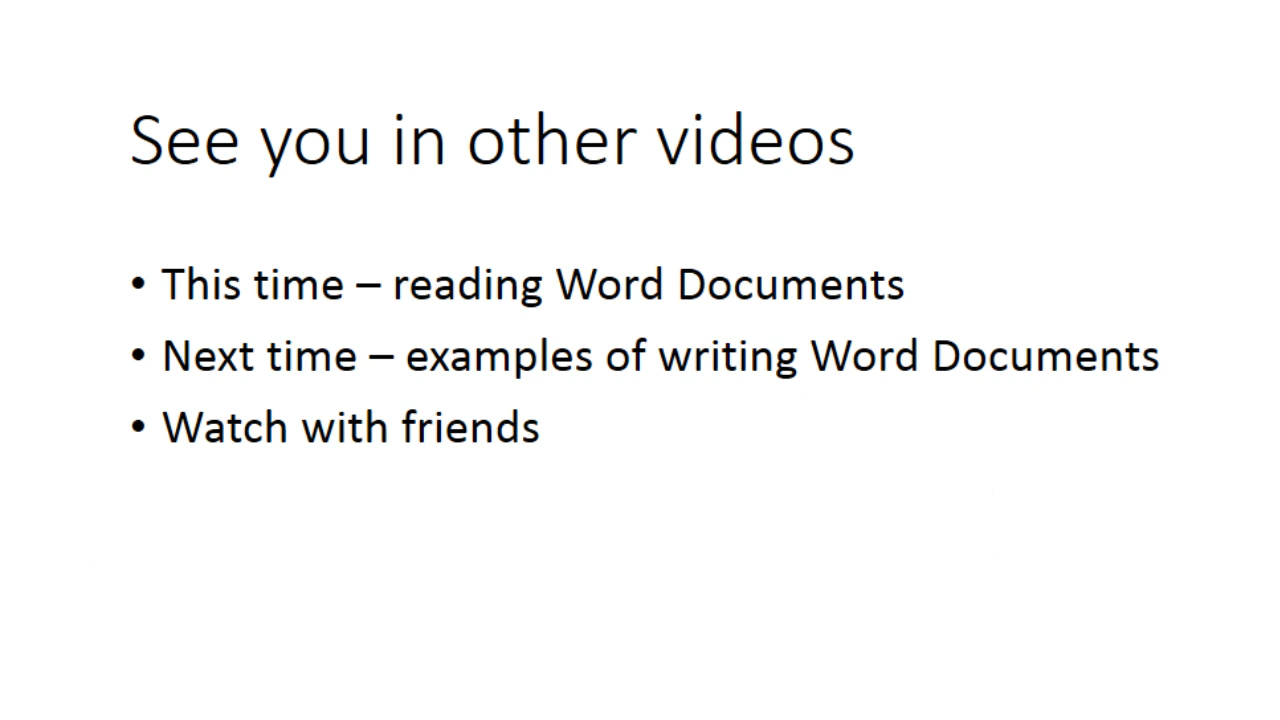 See you in other videos
• This time – reading Word Documents
• Next time – examples of writing Word Documents
• Watch with friends